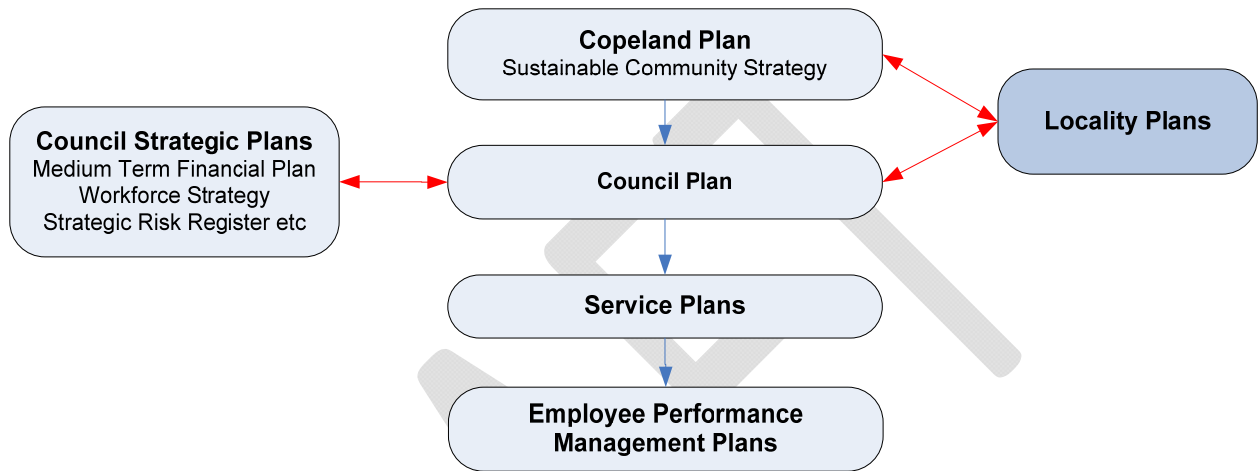 Copeland Plan
Sustainable Community Strategy
Locality Plans
Council Strategic Plans
Medium Term Financial Plan
Workforce Strategy
Strategic Risk Register etc
Council Plan
Service Plans
Employee Performance
Management Plans